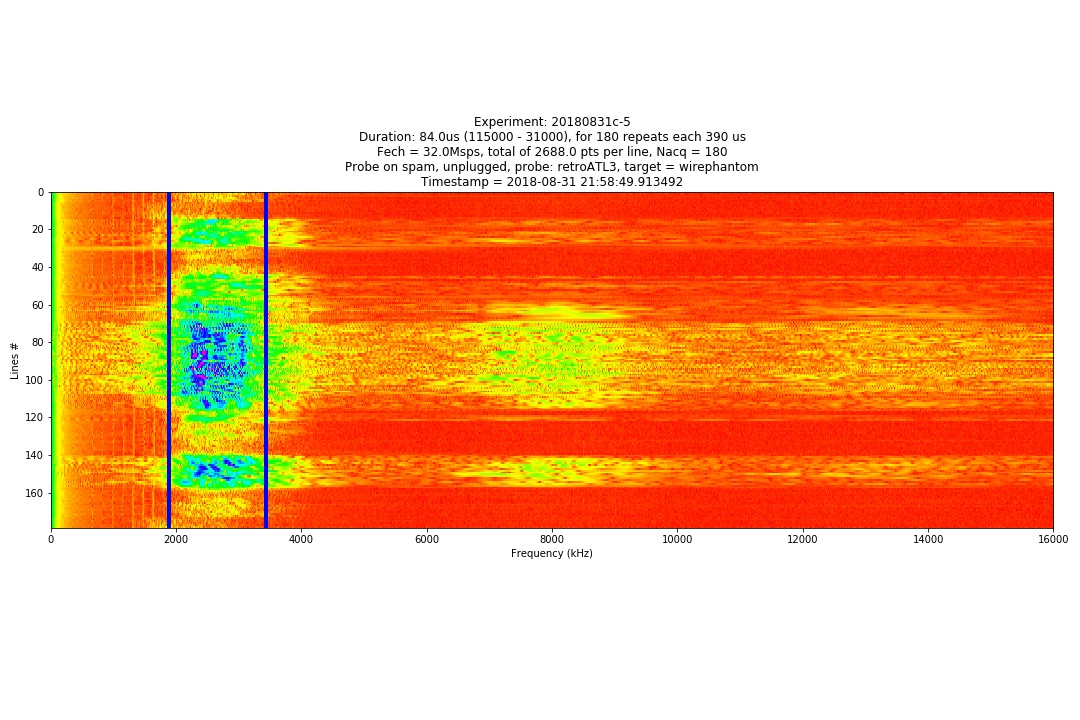 Experiment: 20180831c-5
Duration: 84.0us (115000 - 31000), for 180 repeats each 390 us
Fech = 32.0Msps, total of 2688.0 pts per line, Nacq = 180
Probe on spam, unplugged, probe: retroATL3, target = wirephantom
Timestamp = 2018-08-31 21:58:49.913492
0
20
40
60
80
100
120
140
160
Lines #
0 2000 4000 6000 8000 10000 12000 14000 16000
Frequency (kHz)